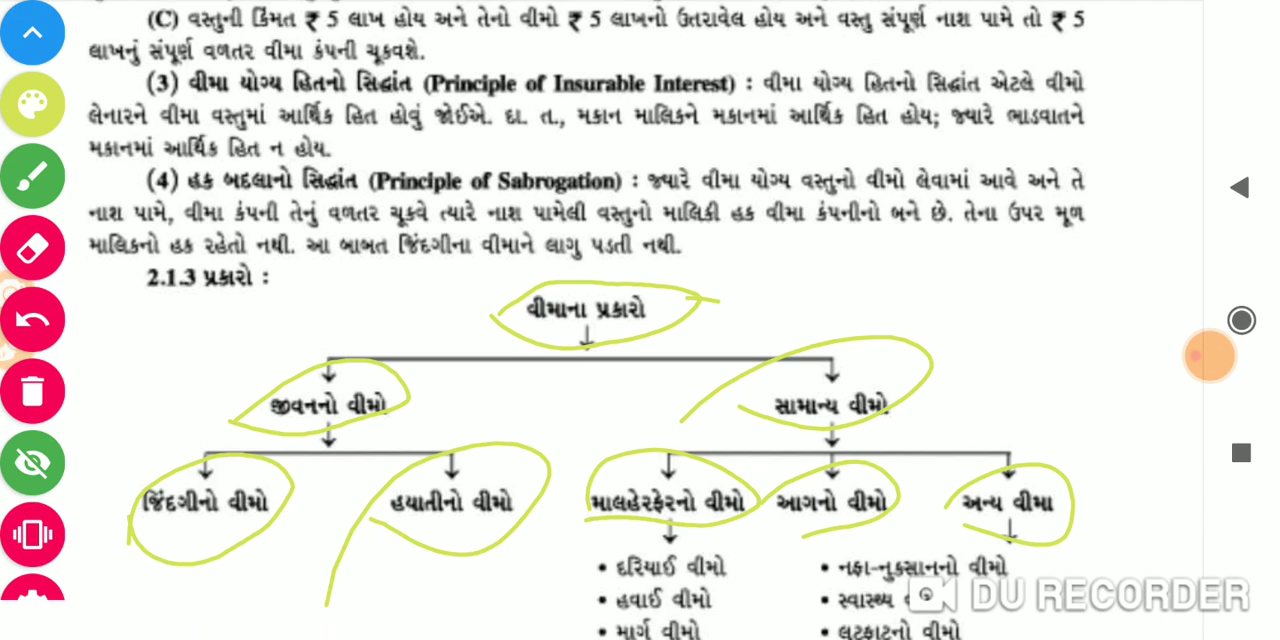 (C) વસ્તુની કિંમત ₹ 5 લાખ હોય અને તેનો વીમો ₹ 5 લાખનો ઉતરાવેલ હોય અને વસ્તુ સંપૂર્ણ નાશ પામે તો ₹ 5
લાખનું સંપૂર્ણ વળતર વીમા કંપની ચૂકવશે.
(3) વીમા યોગ્ય હિતનો સિદ્ધાંત (Principle of Insurable Interest) : વીમા યોગ્ય હિતનો સિદ્ધાંત એટલે વીમો
લેનારને વીમા વસ્તુમાં આર્થિક હિત હોવું જોઈએ. દા. ત., મકાન માલિકને મકાનમાં આર્થિક હિત હોય; જ્યારે ભાડવાતને
મકાનમાં આર્થિક હિત ન હોય.
(4) હક બદલાનો સિદ્ધાંત (Principle of Sabrogation) : જ્યારે વીમા યોગ્ય વસ્તુનો વીમો લેવામાં આવે અને તે
નાશ પામે, વીમા કંપની તેનું વળતર ચૂકવે ત્યારે નાશ પામેલી વસ્તુનો માલિકી હક વીમા કંપનીનો બને છે. તેના ઉપર મૂળ
માલિકનો હક રહેતો નથી. આ બાબત જિંદગીના વીમાને લાગુ પડતી નથી.
2.1.3 પ્રકારો :
વીમાના પ્રકારો
જીવનનો વીમો સામાન્ય વીમો
જિંદગીનો વીમો હયાતીનો વીમો માલહેરફેરનો વીમો આગનો વીમો અન્ય વીમા
• દરિયાઈ વીમો • નફા-નુકસાનનો વીમો
• હવાઈ વીમો • સ્વાસ્થ્ય
• માર્ગ વીમો • લૂટફાટનો વીમો
DU RECORDER